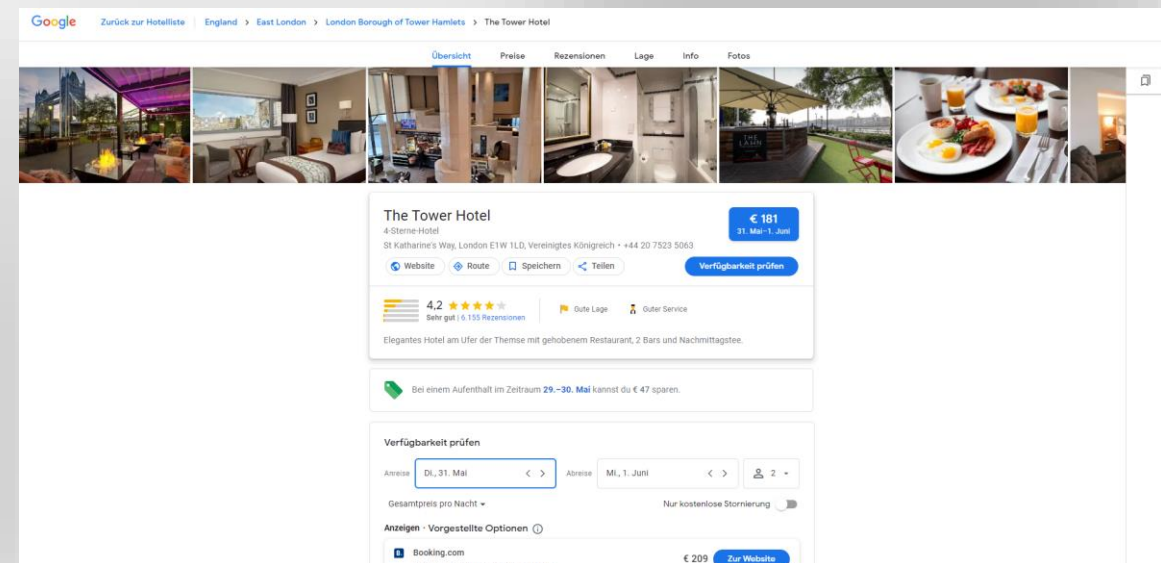 Google Zurück zur Hotelliste England > East London > London Borough of Tower Hamlets > The Tower Hotel
Übersicht Preise Rezensionen Lage Info Fotos
THE LAWN
The Tower Hotel
4-Sterne-Hotel
St Katharine's Way, London E1W 1LD, Vereinigtes Königreich • +44 20 7523 5063
€ 181
31. Mai–1. Juni
Website Route Speichern Teilen Verfügbarkeit prüfen
4,2
Sehr gut | 6.155 Rezensionen
Gute Lage Guter Service
Elegantes Hotel am Ufer der Themse mit gehobenem Restaurant, 2 Bars und Nachmittagstee.
Bei einem Aufenthalt im Zeitraum 29.–30. Mai kannst du € 47 sparen.
Verfügbarkeit prüfen
Anreise Di., 31. Mai < > Abreise Mi., 1. Juni < > 2
Gesamtpreis pro Nacht Nur kostenlose Stornierung
Anzeigen · Vorgestellte Optionen
B Booking.com
€ 209 Zur Website